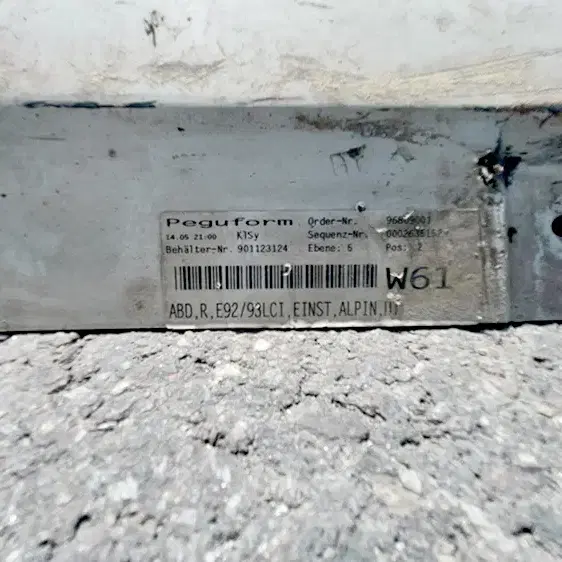 Peguform Order-Nr.
14.05 21:00 KlSy Sequenz-Nr.
Behälter-Nr. 901123124 Ebene: 6 Pos: 2
W61
ABD,R,E92/93LCI,EINST,ALPIN,